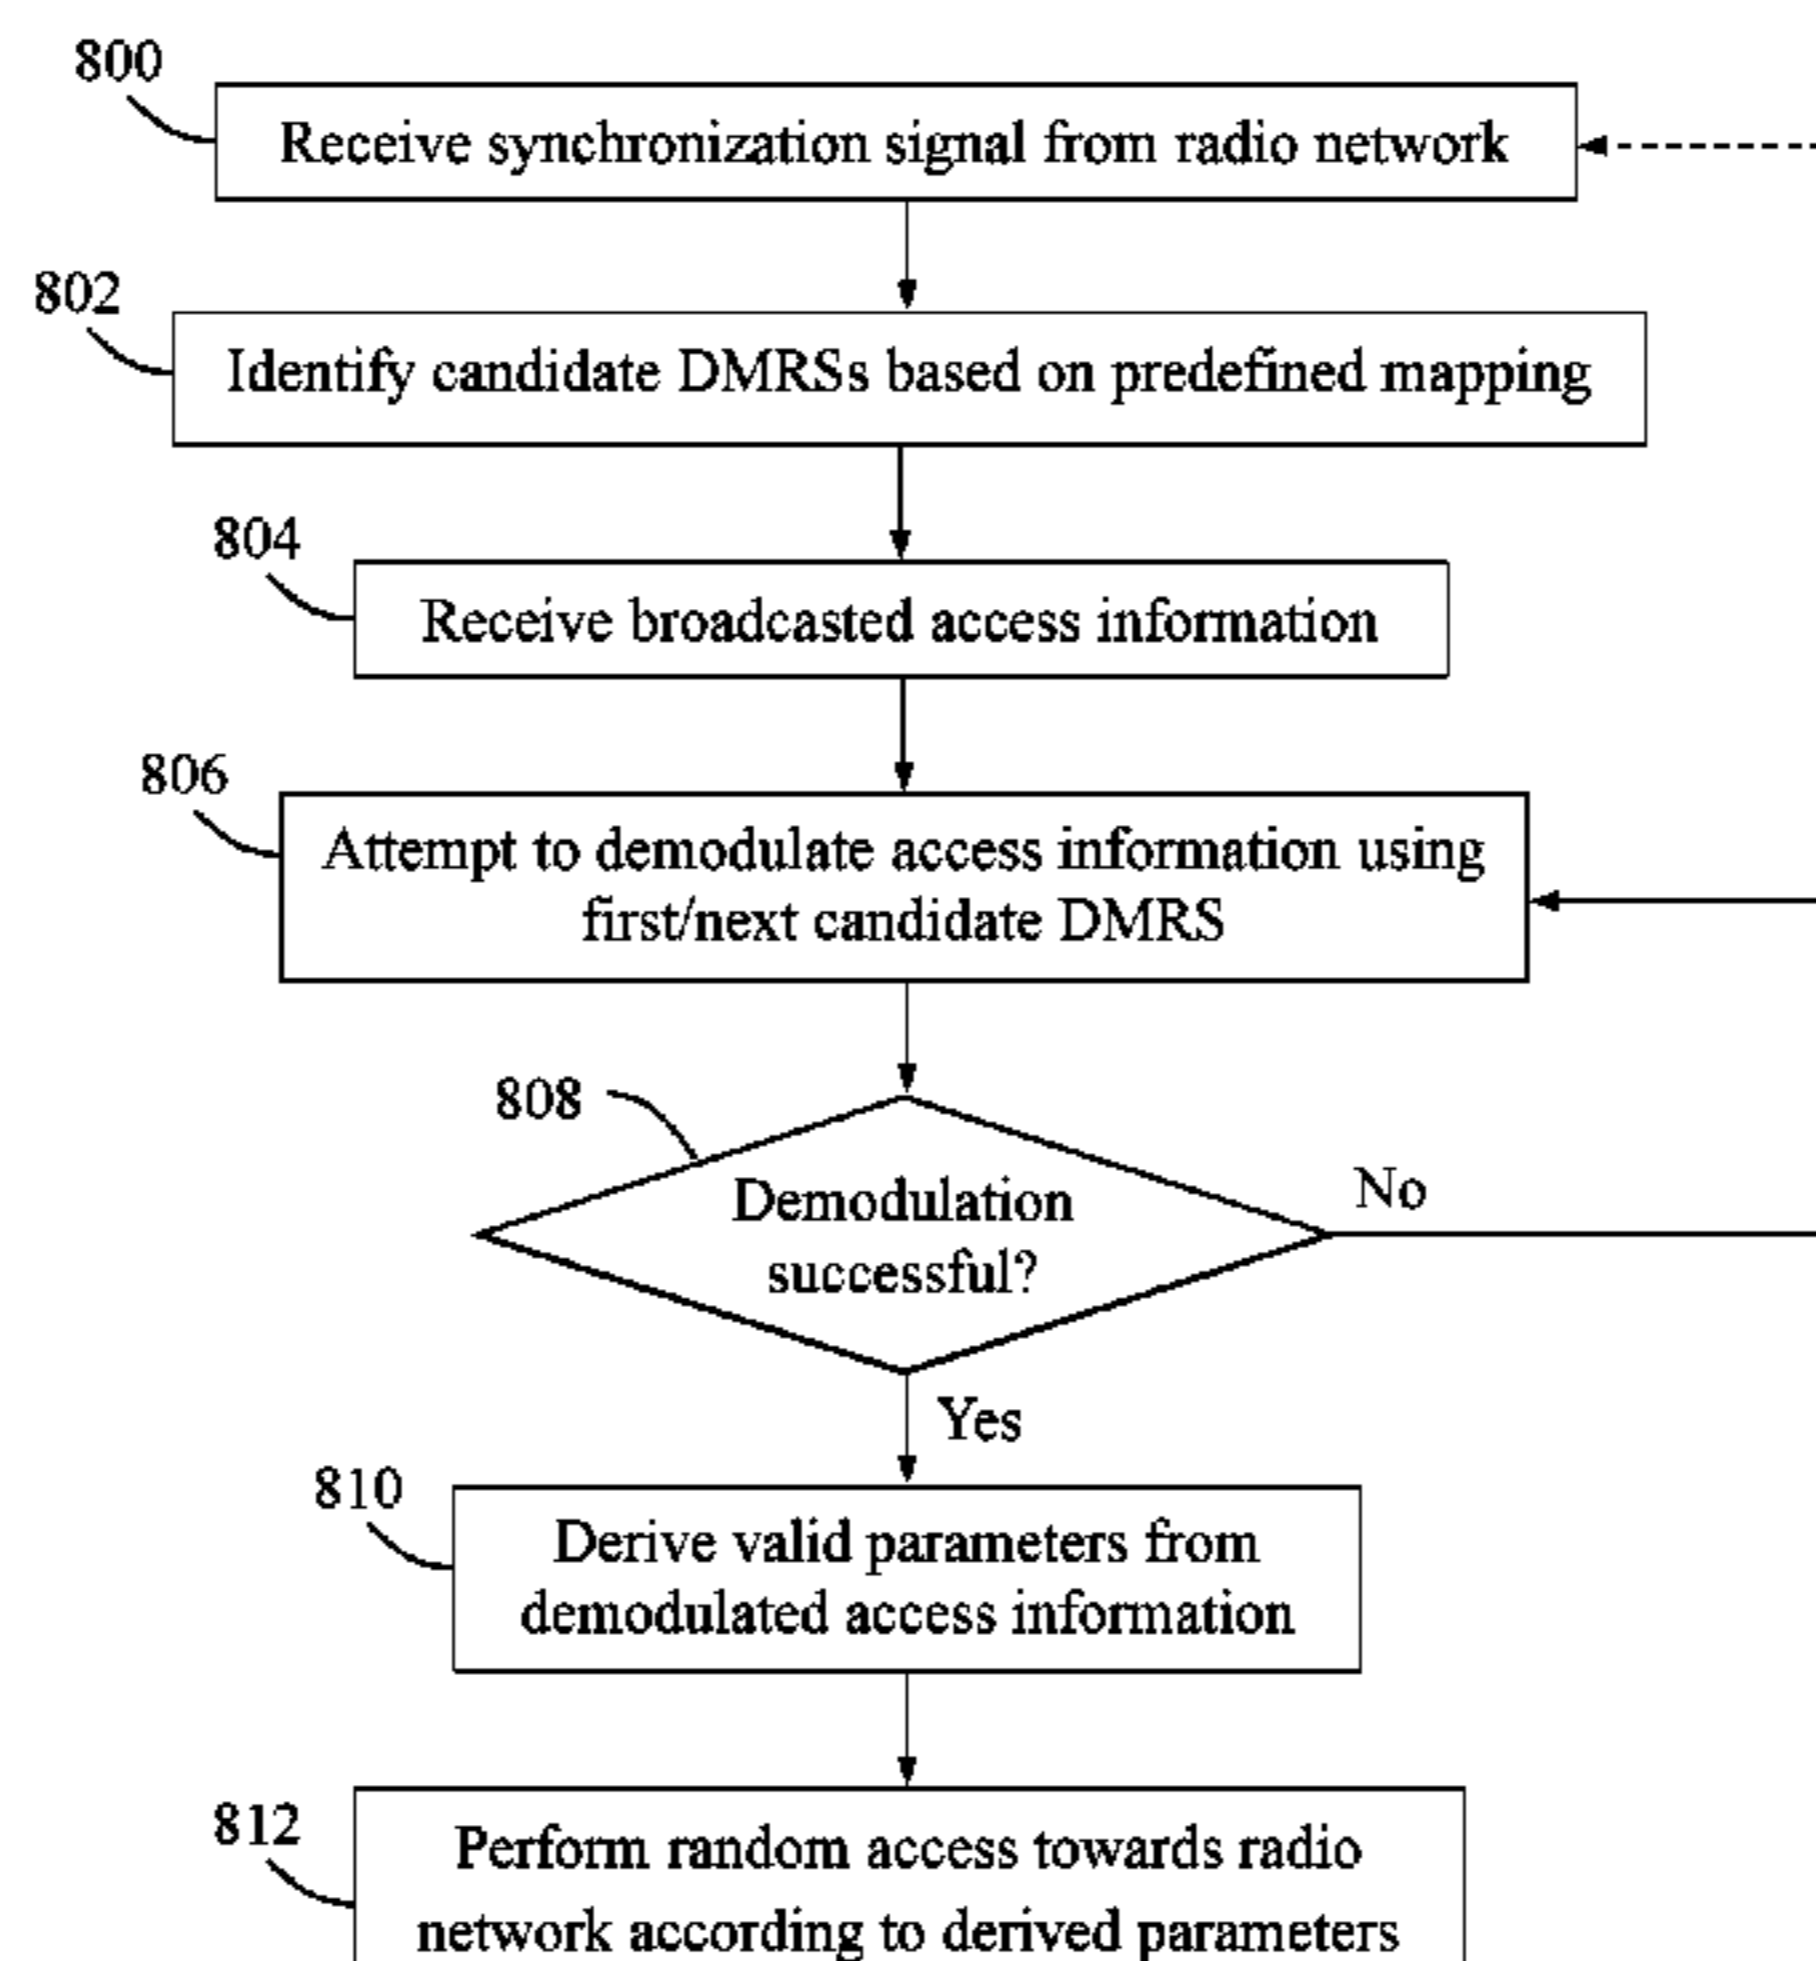 800
Receive synchronization signal from radio network
802
Identify candidate DMRSs based on predefined mapping
804
Receive broadcasted access information
806
Attempt to demodulate access information using
first/next candidate DMRS
808
Demodulation
successful?
No
Yes
810
Derive valid parameters from
demodulated access information
812
Perform random access towards radio
network according to derived parameters